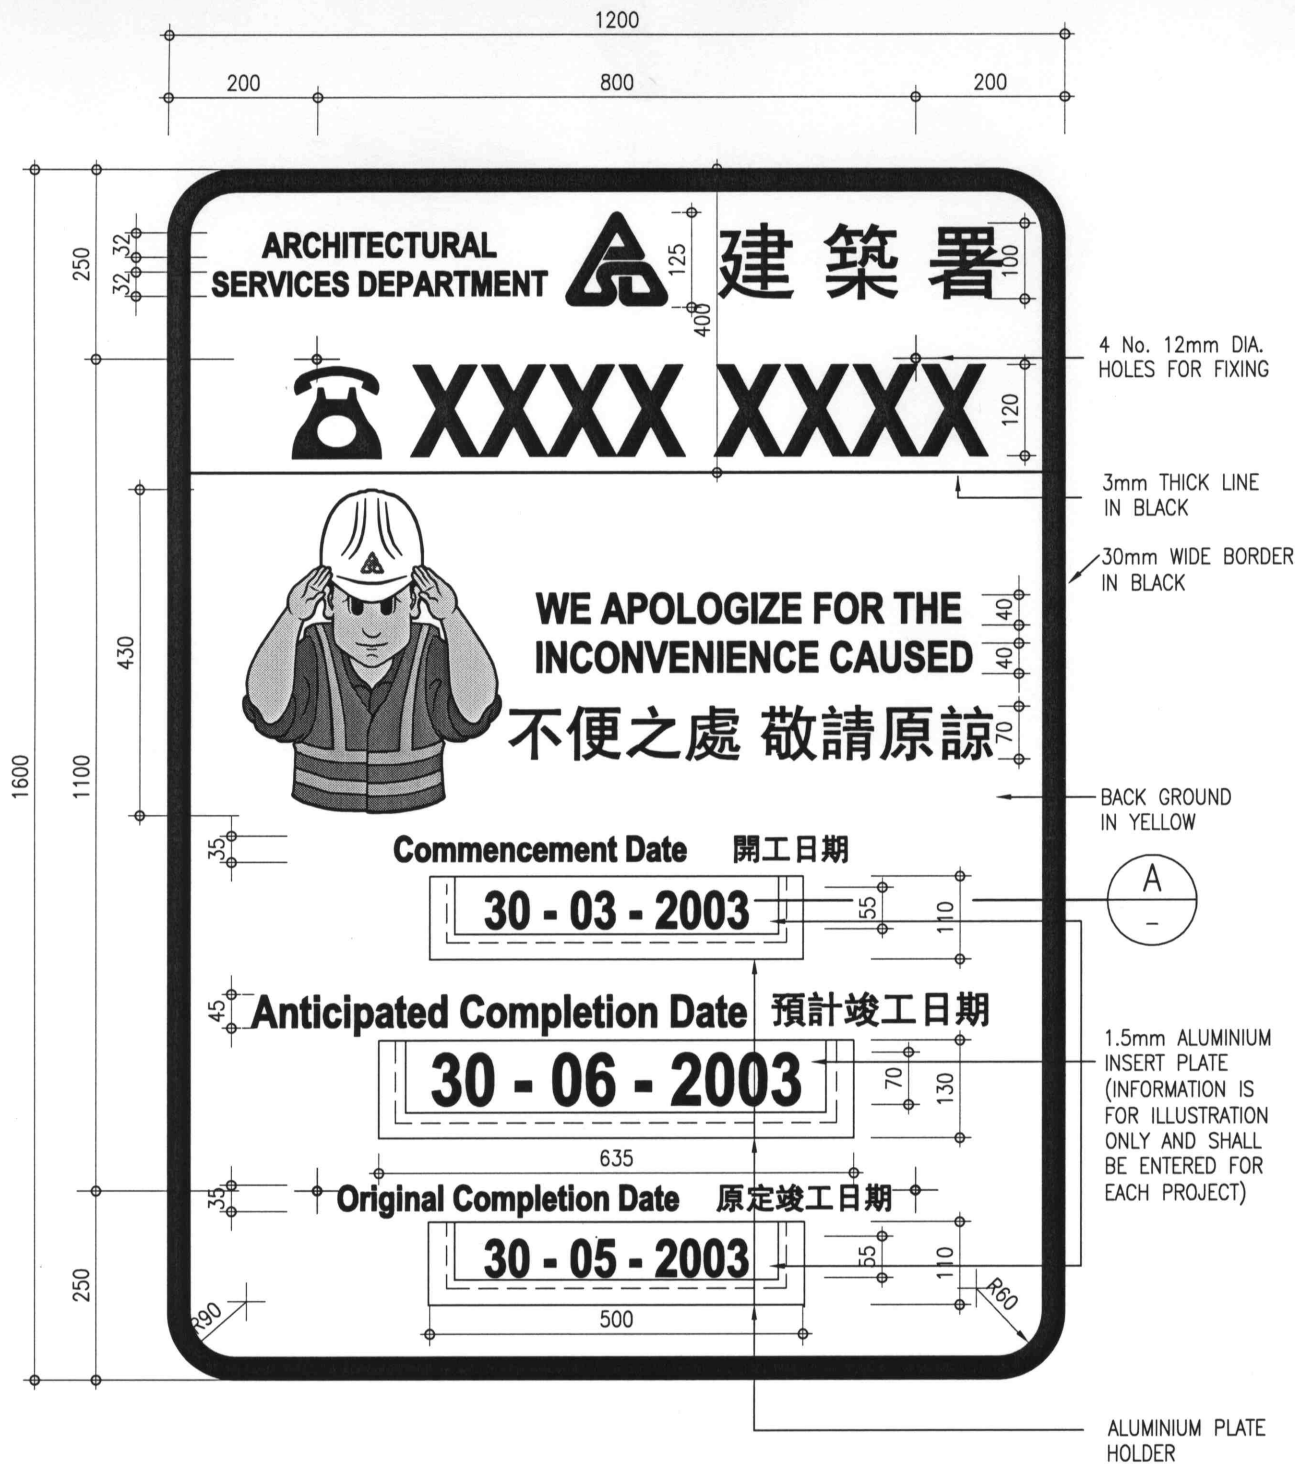 1200
200
800
200
ARCHITECTURAL
SERVICES DEPARTMENT
建築署
32
32
250
125
100
400
XXXX XXXX
120
4 No. 12mm DIA.
HOLES FOR FIXING
3mm THICK LINE
IN BLACK
30mm WIDE BORDER
IN BLACK
WE APOLOGIZE FOR THE
INCONVENIENCE CAUSED
40
40
不便之處 敬請原諒
70
430
1600
1100
BACK GROUND
IN YELLOW
35
Commencement Date 開工日期
30 - 03 - 2003
55
110
A
-
45
Anticipated Completion Date 預計竣工日期
30 - 06 - 2003
70
130
635
1.5mm ALUMINIUM
INSERT PLATE
(INFORMATION IS
FOR ILLUSTRATION
ONLY AND SHALL
BE ENTERED FOR
EACH PROJECT)
35
Original Completion Date 原定竣工日期
30 - 05 - 2003
55
110
250
R90
R60
500
ALUMINIUM PLATE
HOLDER